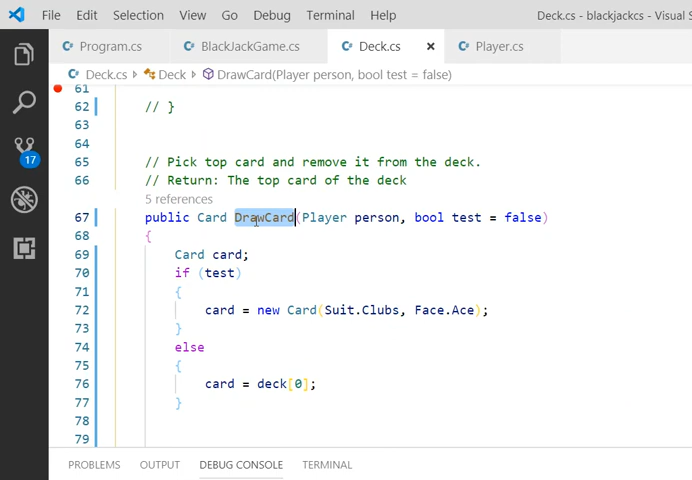 File Edit Selection View Go Debug Terminal Help Deck.cs - blackjackcs - Visual S
Program.cs BlackJackGame.cs Deck.cs Player.cs
Deck.cs Deck DrawCard(Player person, bool test = false)
61
62 // }
63
64
65 // Pick top card and remove it from the deck.
66 // Return: The top card of the deck
5 references
67 public Card DrawCard(Player person, bool test = false)
68 {
69 Card card;
70 if (test)
71 {
72 card = new Card(Suit.Clubs, Face.Ace);
73 }
74 else
75 {
76 card = deck[0];
77 }
78
79
17
PROBLEMS OUTPUT DEBUG CONSOLE TERMINAL